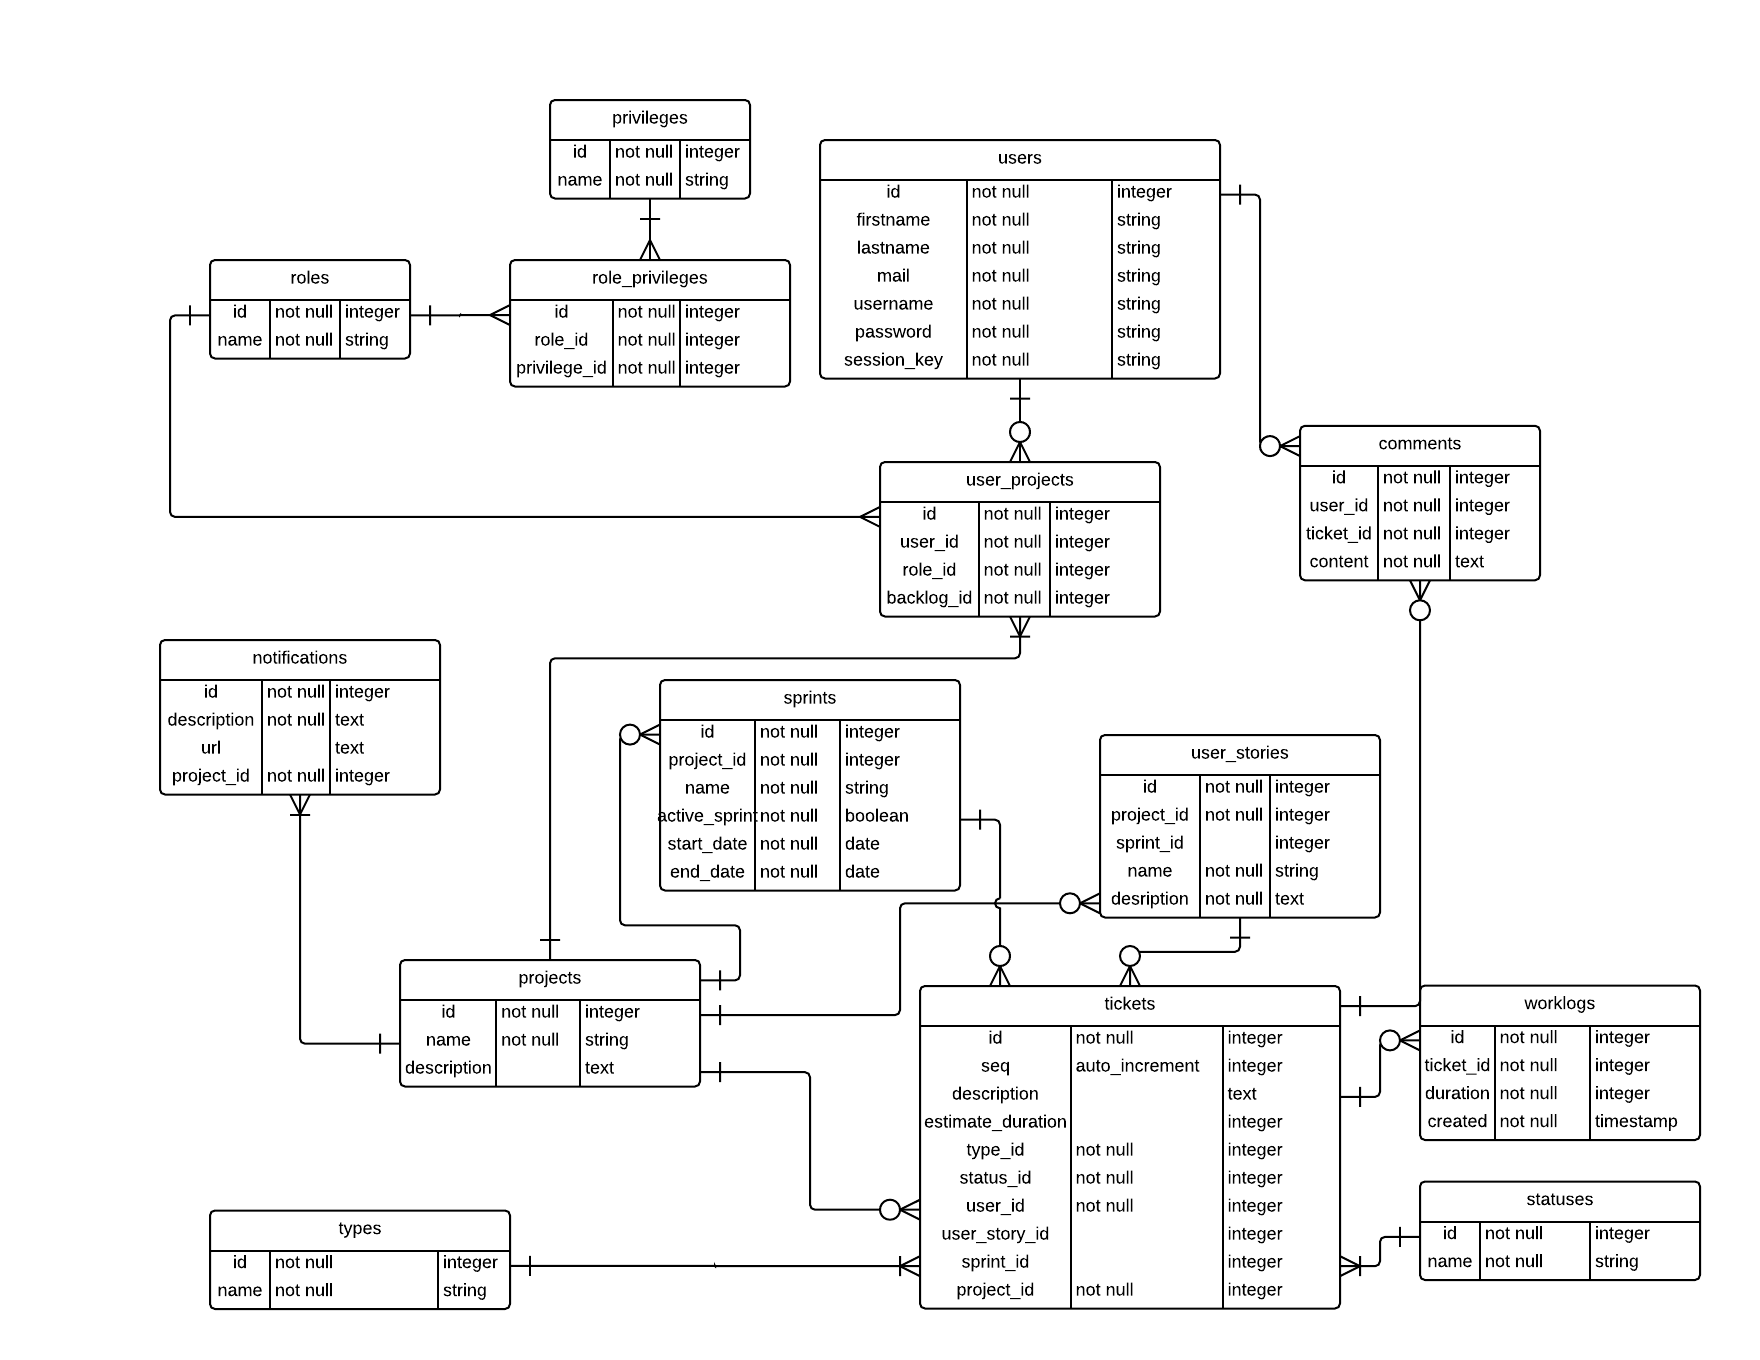 privileges
id not null integer
name not null string
users
id not null integer
firstname not null string
lastname not null string
mail not null string
username not null string
password not null string
session_key not null string
roles
id not null integer
name not null string
role_privileges
id not null integer
role_id not null integer
privilege_id not null integer
comments
id not null integer
user_id not null integer
ticket_id not null integer
content not null text
user_projects
id not null integer
user_id not null integer
role_id not null integer
backlog_id not null integer
notifications
id not null integer
description not null text
url text
project_id not null integer
sprints
id not null integer
project_id not null integer
name not null string
active_sprint not null boolean
start_date not null date
end_date not null date
user_stories
id not null integer
project_id not null integer
sprint_id integer
name not null string
desription not null text
projects
id not null integer
name not null string
description text
tickets
id not null integer
seq auto_increment integer
description text
estimate_duration integer
type_id not null integer
status_id not null integer
user_id not null integer
user_story_id integer
sprint_id integer
project_id not null integer
worklogs
id not null integer
ticket_id not null integer
duration not null integer
created not null timestamp
statuses
id not null integer
name not null string
types
id not null integer
name not null string